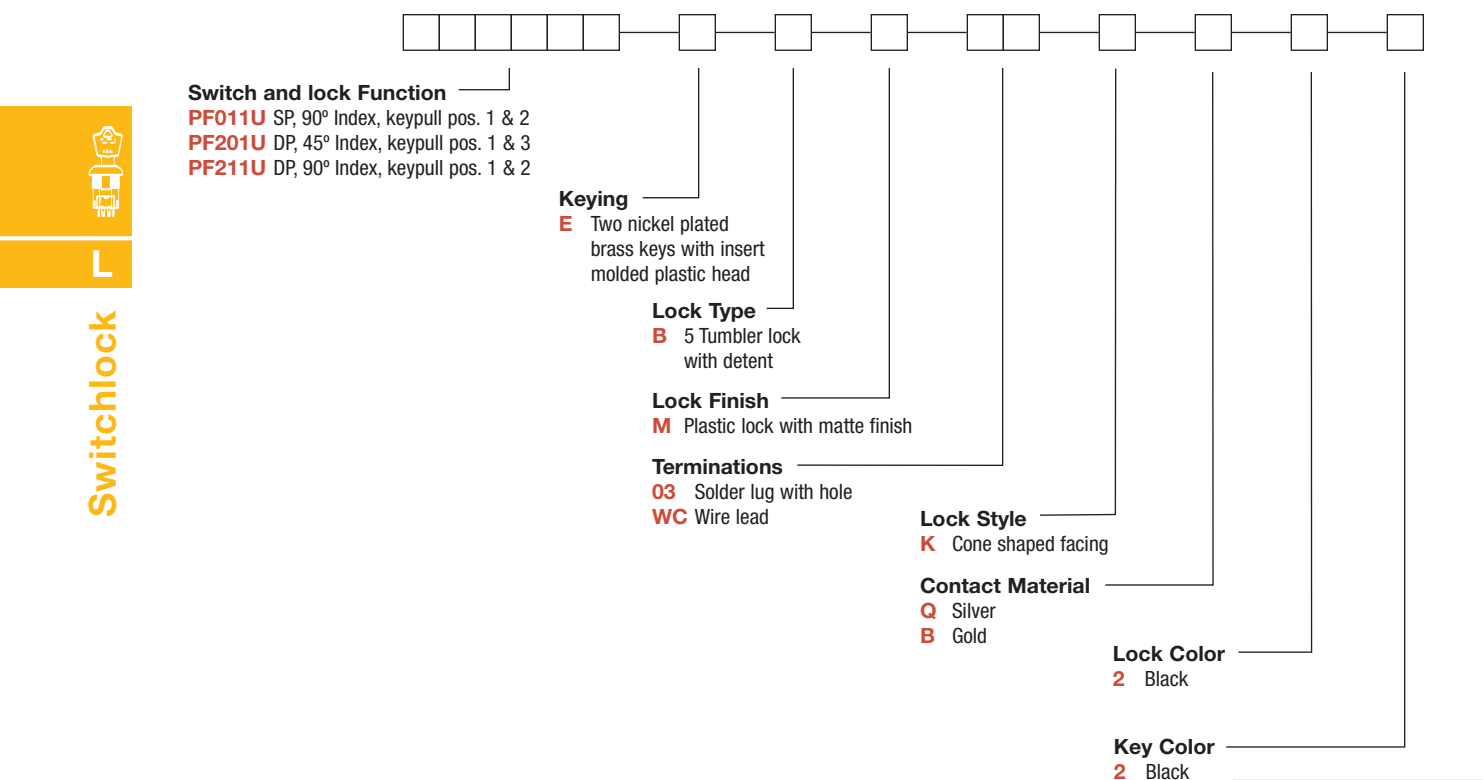 Switch and lock Function
PF011U SP, 90º Index, keypull pos. 1 & 2
PF201U DP, 45º Index, keypull pos. 1 & 3
PF211U DP, 90º Index, keypull pos. 1 & 2
Keying
E Two nickel plated
brass keys with insert
molded plastic head
L
Switchlock
Lock Type
B 5 Tumbler lock
with detent
Lock Finish
M Plastic lock with matte finish
Terminations
03 Solder lug with hole
WC Wire lead
Lock Style
K Cone shaped facing
Contact Material
Q Silver
B Gold
Lock Color
2 Black
Key Color
2 Black